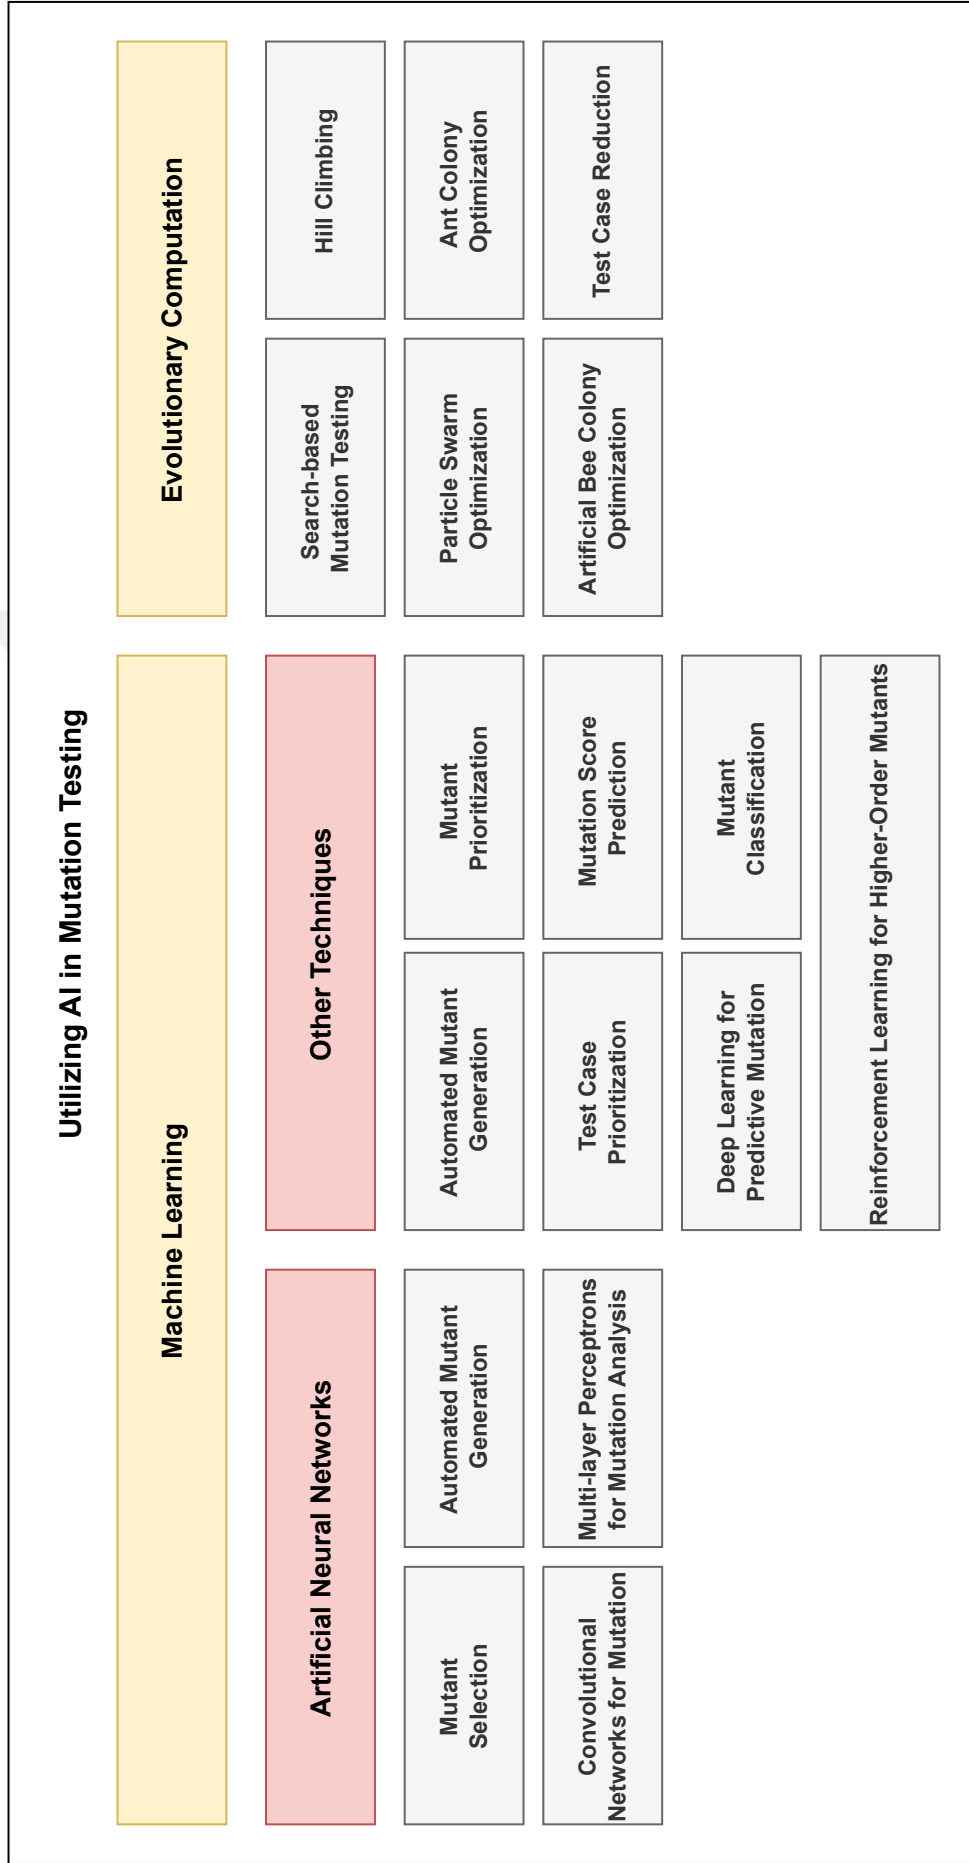 Utilizing AI in Mutation Testing
Machine Learning
Evolutionary Computation
Artificial Neural Networks
Other Techniques
Search-based
Mutation Testing
Hill Climbing
Mutant
Selection
Automated Mutant
Generation
Automated Mutant
Generation
Mutant
Prioritization
Particle Swarm
Optimization
Ant Colony
Optimization
Convolutional
Networks for Mutation
Multi-layer Perceptrons
for Mutation Analysis
Test Case
Prioritization
Mutation Score
Prediction
Artificial Bee Colony
Optimization
Test Case Reduction
Deep Learning for
Predictive Mutation
Mutant
Classification
Reinforcement Learning for Higher-Order Mutants